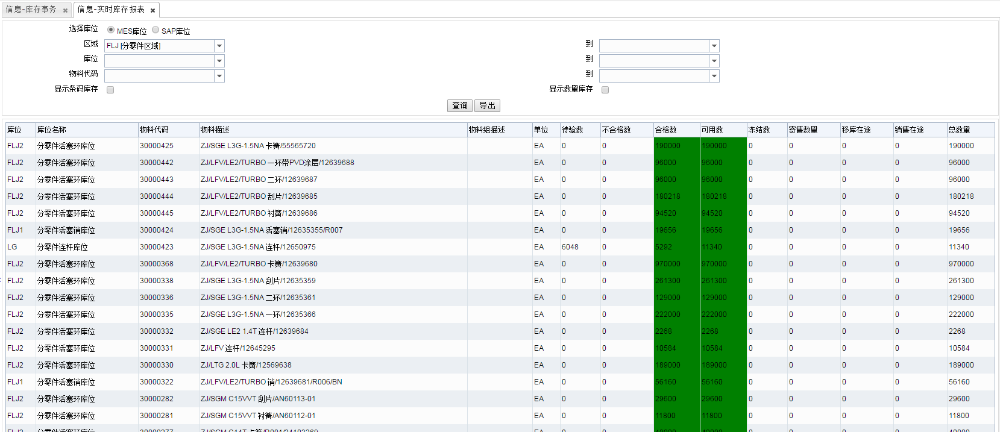 信息-库存事务 信息-实时库存报表
选择库位 MES库位 SAP库位
区域 FLJ [分零件区域] 到
库位 到
物料代码 到
显示条码库存 显示数量库存
查询 导出
库位 库位名称 物料代码 物料描述 物料组描述 单位 待验数 不合格数 合格数 可用数 冻结数 寄售数量 移库在途 销售在途 总数量
FLJ2 分零件活塞环库位 30000425 ZJ/SGE L3G-1.5NA 卡簧/55565720 EA 0 0 190000 190000 0 0 0 0 190000
FLJ2 分零件活塞环库位 30000442 ZJ/LFV/LE2/TURBO 一环带PVD涂层/12639688 EA 0 0 96000 96000 0 0 0 0 96000
FLJ2 分零件活塞环库位 30000443 ZJ/LFV/LE2/TURBO 二环/12639687 EA 0 0 96000 96000 0 0 0 0 96000
FLJ2 分零件活塞环库位 30000444 ZJ/LFV/LE2/TURBO 刮片/12639685 EA 0 0 180218 180218 0 0 0 0 180218
FLJ2 分零件活塞环库位 30000445 ZJ/LFV/LE2/TURBO 衬簧/12639686 EA 0 0 94520 94520 0 0 0 0 94520
FLJ1 分零件活塞销库位 30000424 ZJ/SGE L3G-1.5NA 活塞销/12635355/R007 EA 0 0 19656 19656 0 0 0 0 19656
LG 分零件连杆库位 30000423 ZJ/SGE L3G-1.5NA 连杆/12650975 EA 6048 0 5292 11340 0 0 0 0 11340
FLJ2 分零件活塞环库位 30000368 ZJ/LFV/LE2/TURBO 卡簧/12639680 EA 0 0 970000 970000 0 0 0 0 970000
FLJ2 分零件活塞环库位 30000338 ZJ/SGE L3G-1.5NA 刮片/12635359 EA 0 0 261300 261300 0 0 0 0 261300
FLJ2 分零件活塞环库位 30000336 ZJ/SGE L3G-1.5NA 二环/12635361 EA 0 0 129000 129000 0 0 0 0 129000
FLJ2 分零件活塞环库位 30000335 ZJ/SGE L3G-1.5NA 一环/12635366 EA 0 0 222000 222000 0 0 0 0 222000
FLJ2 分零件活塞环库位 30000332 ZJ/SGE LE2 1.4T 连杆/12639684 EA 0 0 2268 2268 0 0 0 0 2268
FLJ2 分零件活塞环库位 30000331 ZJ/LFV 连杆/12645295 EA 0 0 10584 10584 0 0 0 0 10584
FLJ2 分零件活塞环库位 30000330 ZJ/LTG 2.0L 卡簧/12569638 EA 0 0 189000 189000 0 0 0 0 189000
FLJ1 分零件活塞销库位 30000322 ZJ/LFV/LE2/TURBO 销/12639681/R006/BN EA 0 0 56160 56160 0 0 0 0 56160
FLJ2 分零件活塞环库位 30000282 ZJ/SGM C15VVT 刮片/AN60113-01 EA 0 0 29600 29600 0 0 0 0 29600
FLJ2 分零件活塞环库位 30000281 ZJ/SGM C15VVT 衬簧/AN60112-01 EA 0 0 11800 11800 0 0 0 0 11800
FLJ2 分零件活塞环库位 30000277